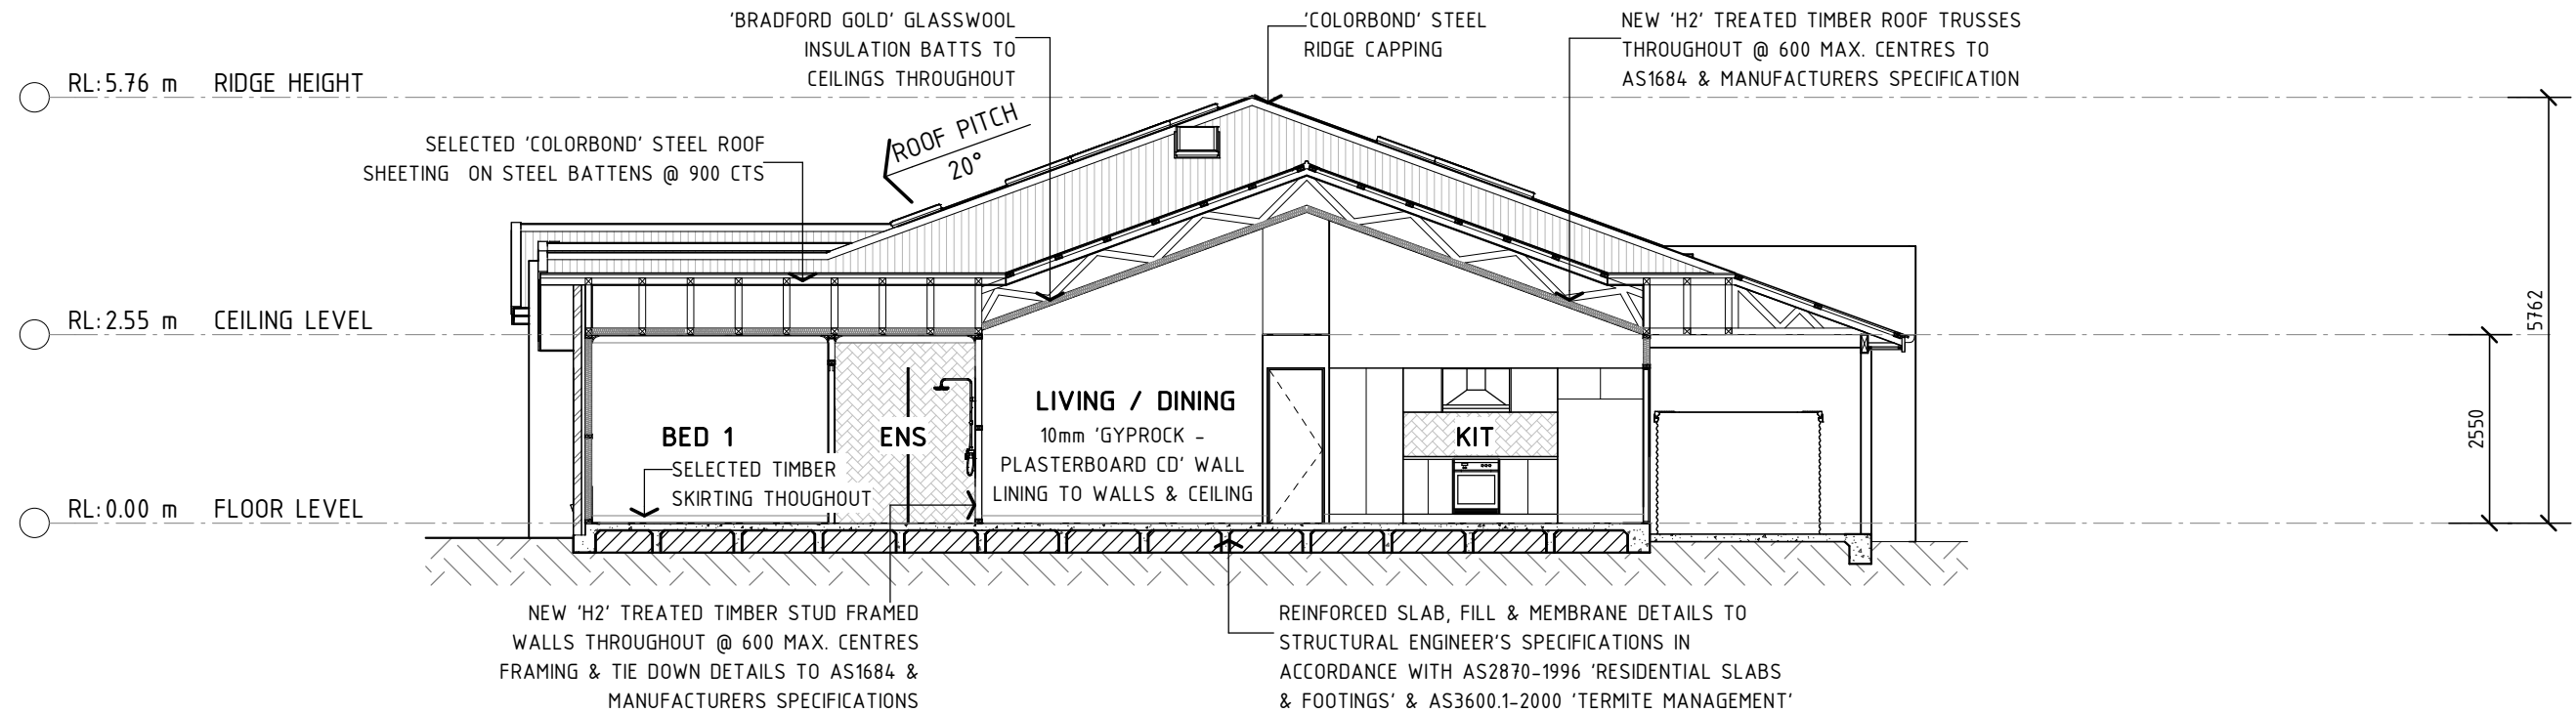 'BRADFORD GOLD' GLASSWOOL
INSULATION BATTS TO
CEILINGS THROUGHOUT
'COLORBOND' STEEL
RIDGE CAPPING
NEW 'H2' TREATED TIMBER ROOF TRUSSES
THROUGHOUT @ 600 MAX. CENTRES TO
AS1684 & MANUFACTURERS SPECIFICATION
RL:5.76 m RIDGE HEIGHT
SELECTED 'COLORBOND' STEEL ROOF
SHEETING ON STEEL BATTENS @ 900 CTS
ROOF PITCH
20°
RL:2.55 m CEILING LEVEL
5762
2550
LIVING / DINING
10mm 'GYPROCK -
PLASTERBOARD CD' WALL
LINING TO WALLS & CEILING
BED 1
ENS
KIT
SELECTED TIMBER
SKIRTING THOUGHOUT
RL:0.00 m FLOOR LEVEL
NEW 'H2' TREATED TIMBER STUD FRAMED
WALLS THROUGHOUT @ 600 MAX. CENTRES
FRAMING & TIE DOWN DETAILS TO AS1684 &
MANUFACTURERS SPECIFICATIONS
REINFORCED SLAB, FILL & MEMBRANE DETAILS TO
STRUCTURAL ENGINEER'S SPECIFICATIONS IN
ACCORDANCE WITH AS2870-1996 'RESIDENTIAL SLABS
& FOOTINGS' & AS3600.1-2000 'TERMITE MANAGEMENT'